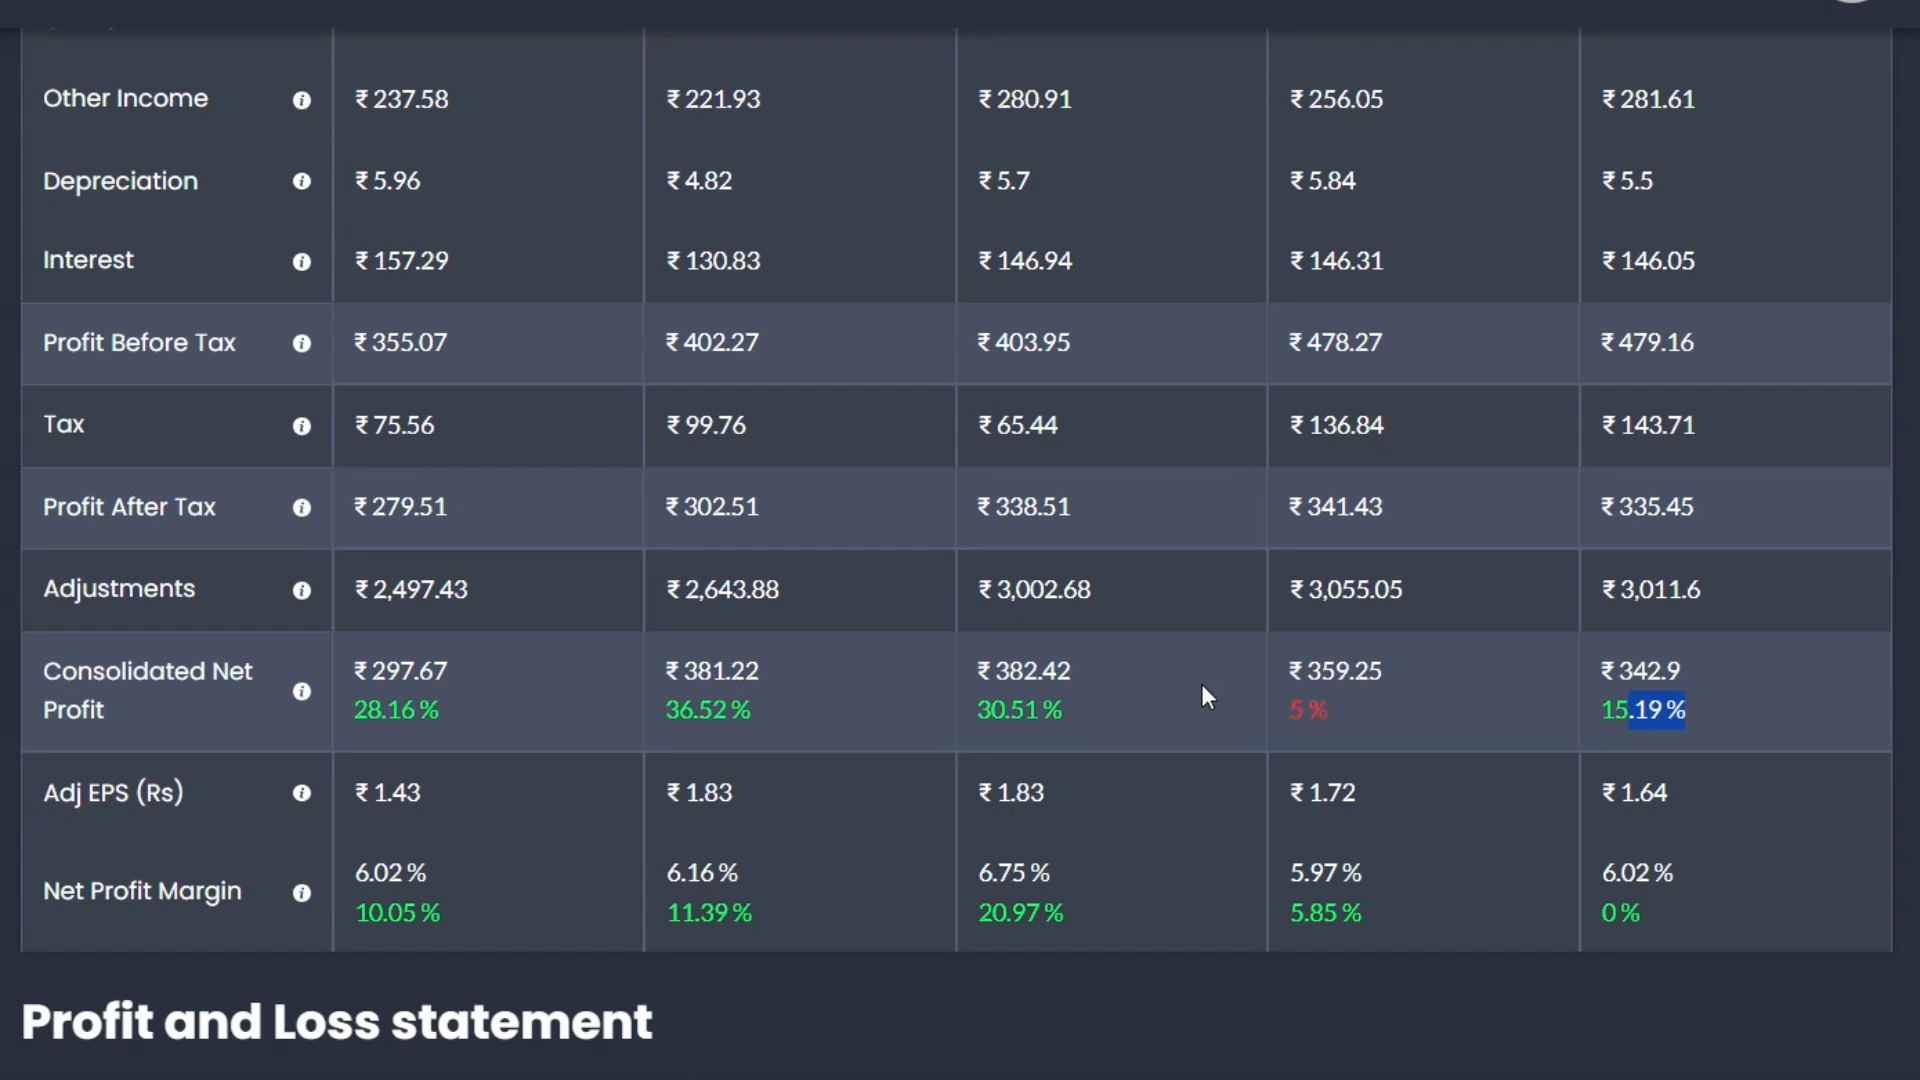 Other Income ₹ 237.58 ₹ 221.93 ₹ 280.91 ₹ 256.05 ₹ 281.61
Depreciation ₹ 5.96 ₹ 4.82 ₹ 5.7 ₹ 5.84 ₹ 5.5
Interest ₹ 157.29 ₹ 130.83 ₹ 146.94 ₹ 146.31 ₹ 146.05
Profit Before Tax ₹ 355.07 ₹ 402.27 ₹ 403.95 ₹ 478.27 ₹ 479.16
Tax ₹ 75.56 ₹ 99.76 ₹ 65.44 ₹ 136.84 ₹ 143.71
Profit After Tax ₹ 279.51 ₹ 302.51 ₹ 338.51 ₹ 341.43 ₹ 335.45
Adjustments ₹ 2,497.43 ₹ 2,643.88 ₹ 3,002.68 ₹ 3,055.05 ₹ 3,011.6
Consolidated Net ₹ 297.67 ₹ 381.22 ₹ 382.42 ₹ 359.25 ₹ 342.9
Profit 28.16 % 36.52 % 30.51 % 5 % 15.19 %
Adj EPS (Rs) ₹ 1.43 ₹ 1.83 ₹ 1.83 ₹ 1.72 ₹ 1.64
6.02 % 6.16 % 6.75 % 5.97 % 6.02 %
Net Profit Margin
10.05 % 11.39 % 20.97 % 5.85 % 0 %
Profit and Loss statement